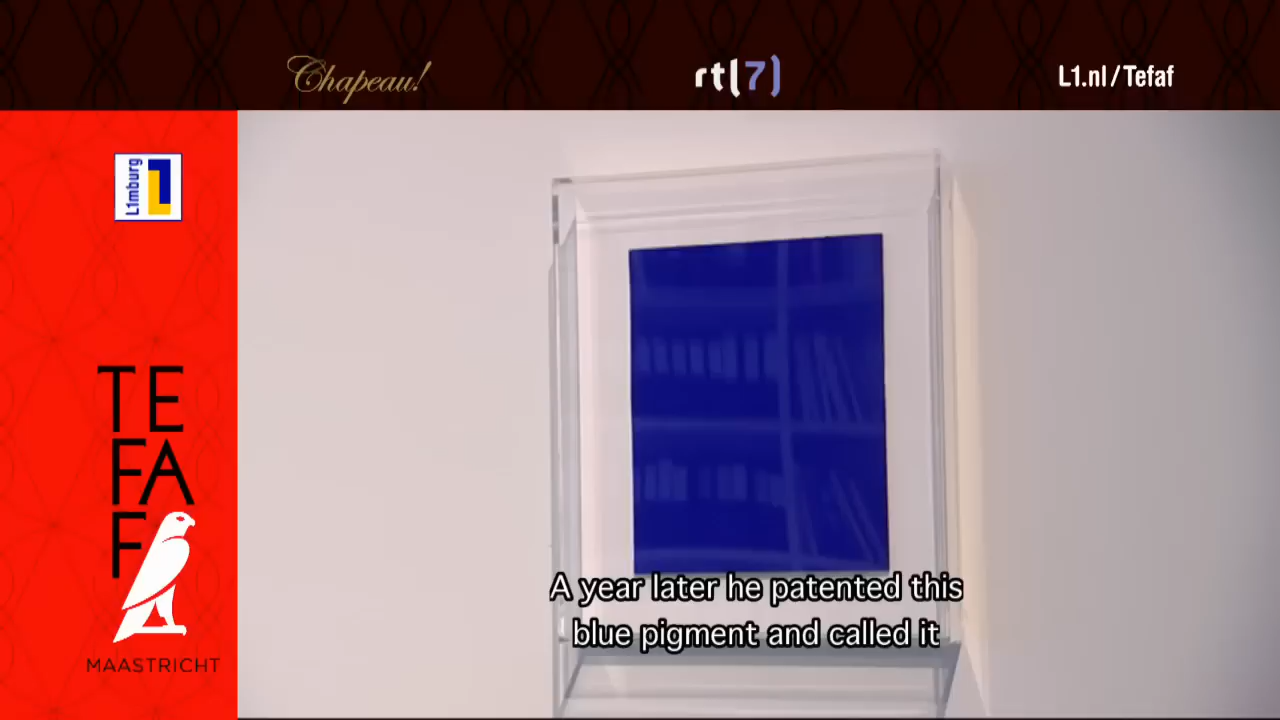 Chapeau!
rtl(7)
L1.nl/Tefaf
L1mburg
TE
FA
F
MAASTRICHT
A year later he patented this
blue pigment and called it